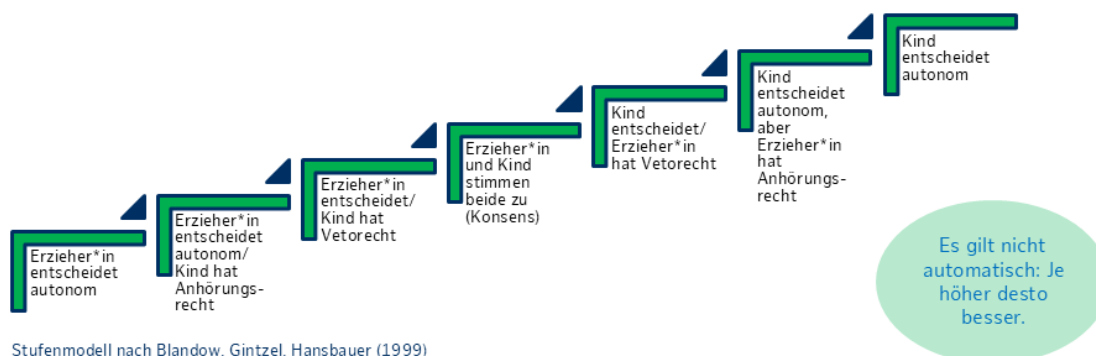 Erzieher*in
entscheidet
autonom
Erzieher*in
entscheidet
autonom/
Kind hat
Anhörungs-
recht
Erzieher*in
entscheidet/
Kind hat
Vetorecht
Erzieher*in
und Kind
stimmen
beide zu
(Konsens)
Kind
entscheidet/
Erzieher*in
hat Vetorecht
Kind
entscheidet
autonom,
aber
Erzieher*in
hat
Anhörungs-
recht
Kind
entscheidet
autonom
Es gilt nicht
automatisch: Je
höher desto
besser.
Stufenmodell nach Blandow, Gintzel, Hansbauer (1999)